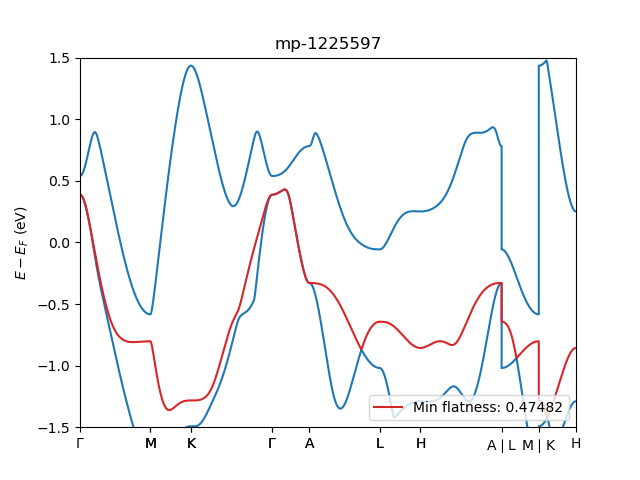 mp-1225597
E − E_F (eV)
1.5
1.0
0.5
0.0
−0.5
−1.0
−1.5
Min flatness: 0.47482
Γ M K Γ A L H A | L M | K H